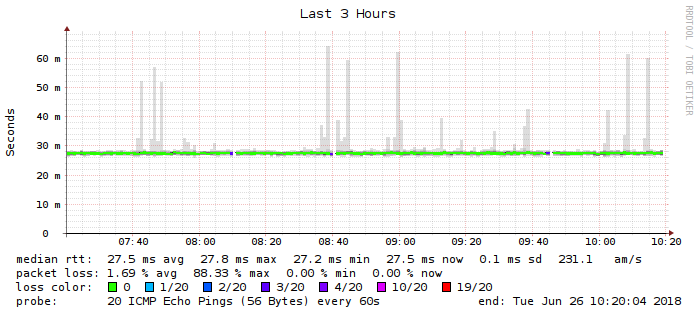 Last 3 Hours
RRDTOOL / TOBI OETIKER
Seconds
60 m
50 m
40 m
30 m
20 m
10 m
0
07:40 08:00 08:20 08:40 09:00 09:20 09:40 10:00 10:20
median rtt: 27.5 ms avg 27.8 ms max 27.2 ms min 27.5 ms now 0.1 ms sd 231.1 am/s
packet loss: 1.69 % avg 88.33 % max 0.00 % min 0.00 % now
loss color: 0 1/20 2/20 3/20 4/20 10/20 19/20
probe: 20 ICMP Echo Pings (56 Bytes) every 60s end: Tue Jun 26 10:20:04 2018